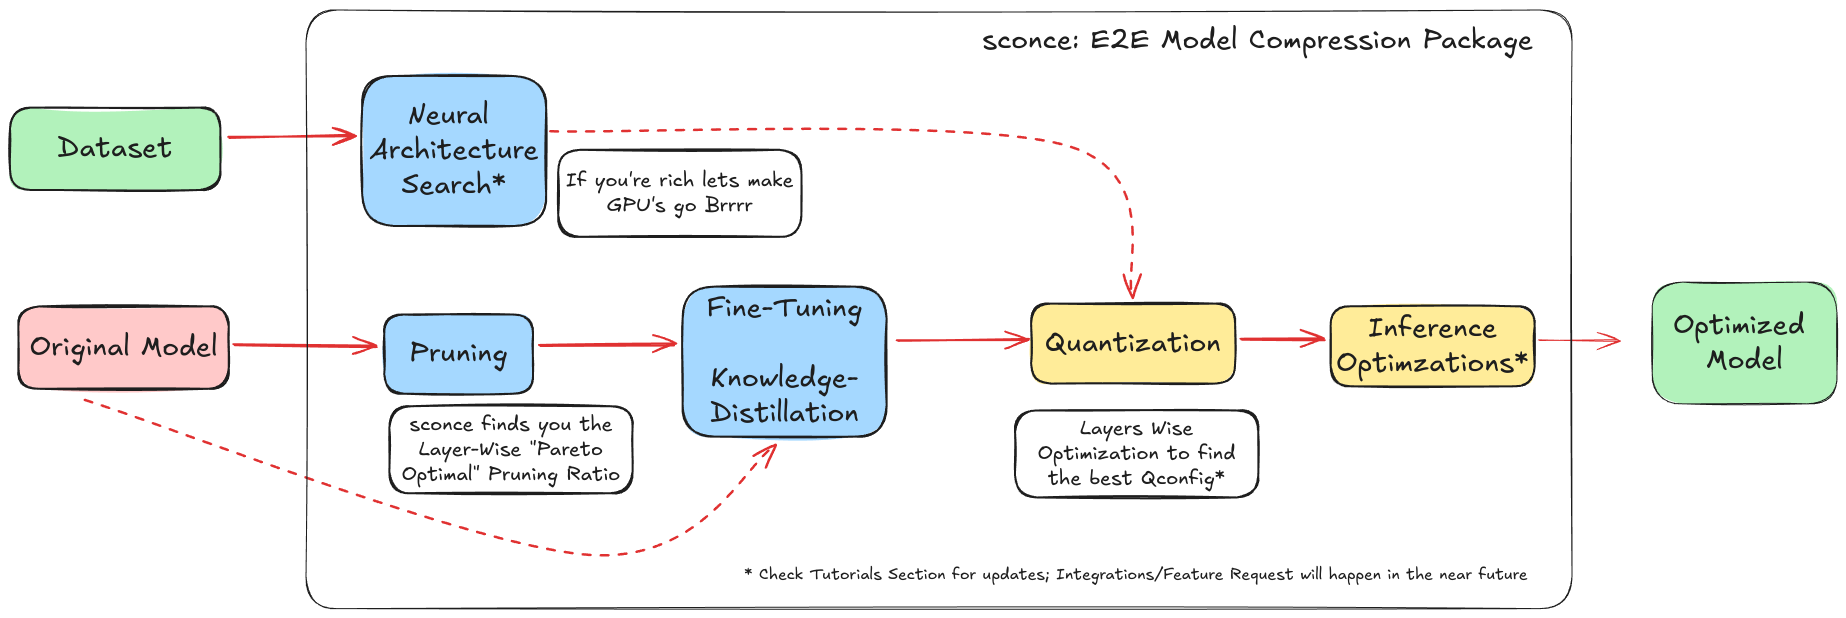 sconce: E2E Model Compression Package
Dataset
Neural
Architecture
Search*
If you're rich lets make
GPU's go Brrrr
Original Model
Pruning
sconce finds you the
Layer-Wise "Pareto
Optimal" Pruning Ratio
Fine-Tuning
Knowledge-
Distillation
Quantization
Layers Wise
Optimization to find
the best Qconfig*
Inference
Optimzations*
Optimized
Model
* Check Tutorials Section for updates; Integrations/Feature Request will happen in the near future